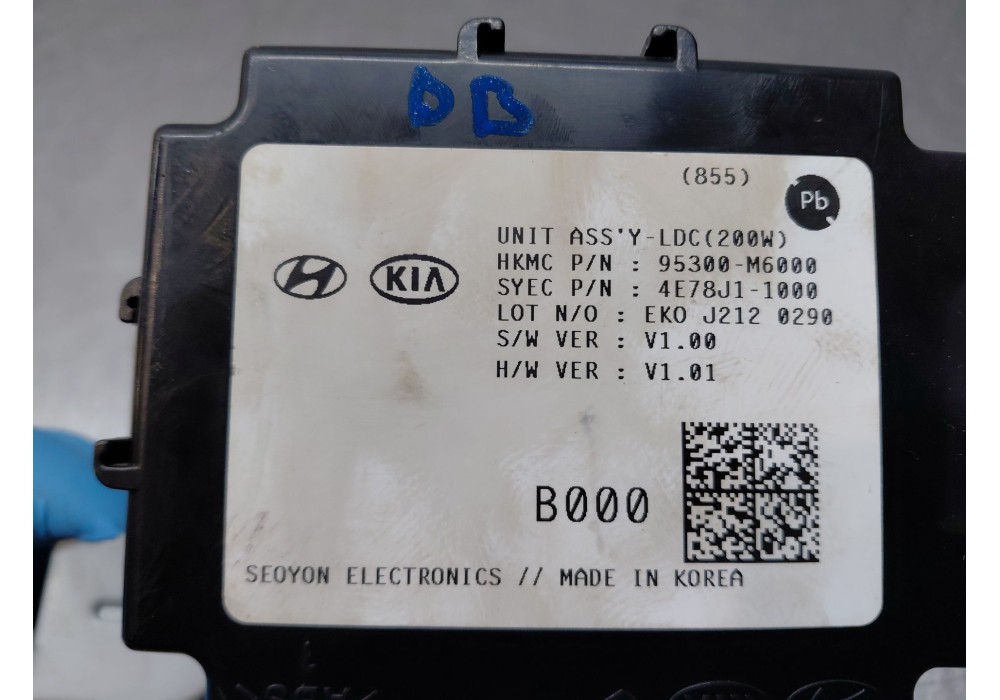 DB
(855)
Pb
UNIT ASS'Y-LDC(200W)
HKMC P/N : 95300-M6000
KIA
SYEC P/N : 4E78J1-1000
LOT N/O : EKO J212 0290
S/W VER : V1.00
H/W VER : V1.01
B000
SEOYON ELECTRONICS // MADE IN KOREA